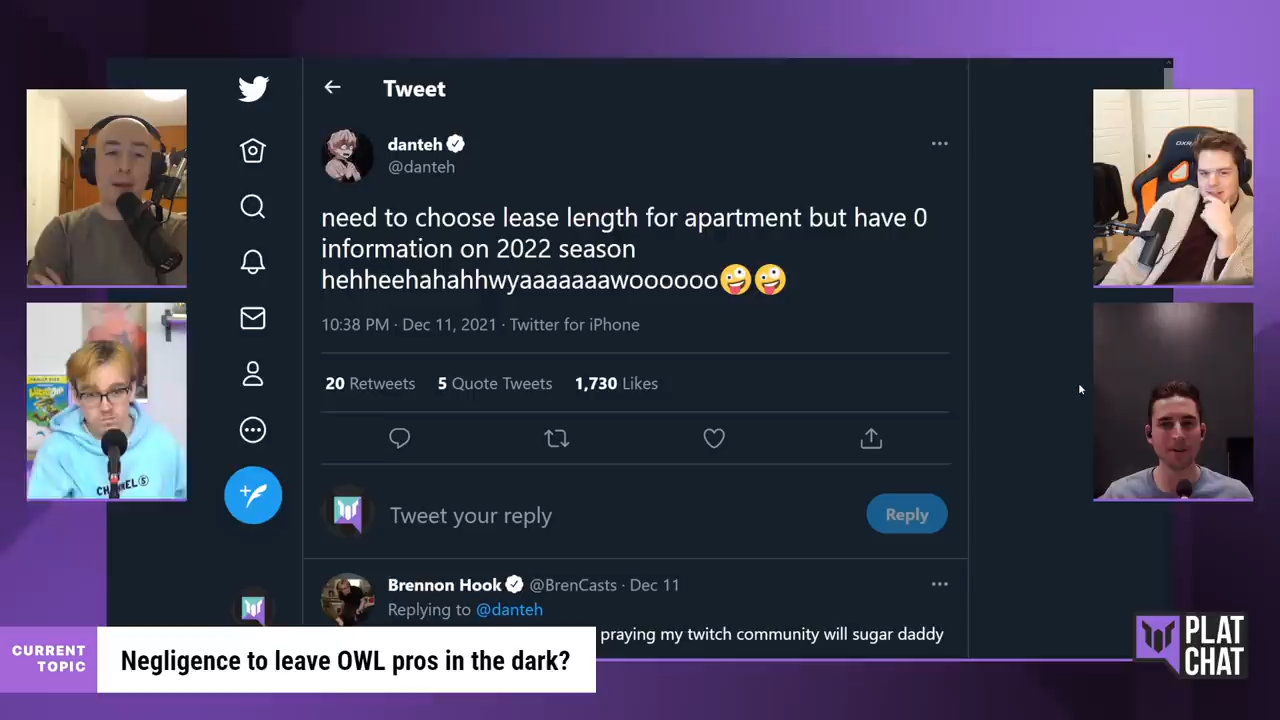 Tweet
danteh
@danteh
need to choose lease length for apartment but have 0
information on 2022 season
hehheehahahhwyaaaaaaawoooooo🤪🤪
10:38 PM · Dec 11, 2021 · Twitter for iPhone
20 Retweets 5 Quote Tweets 1,730 Likes
Tweet your reply
Reply
Brennon Hook @BrenCasts · Dec 11
Replying to @danteh
praying my twitch community will sugar daddy
CURRENT
TOPIC
Negligence to leave OWL pros in the dark?
PLAT
CHAT
CHANNEL 5